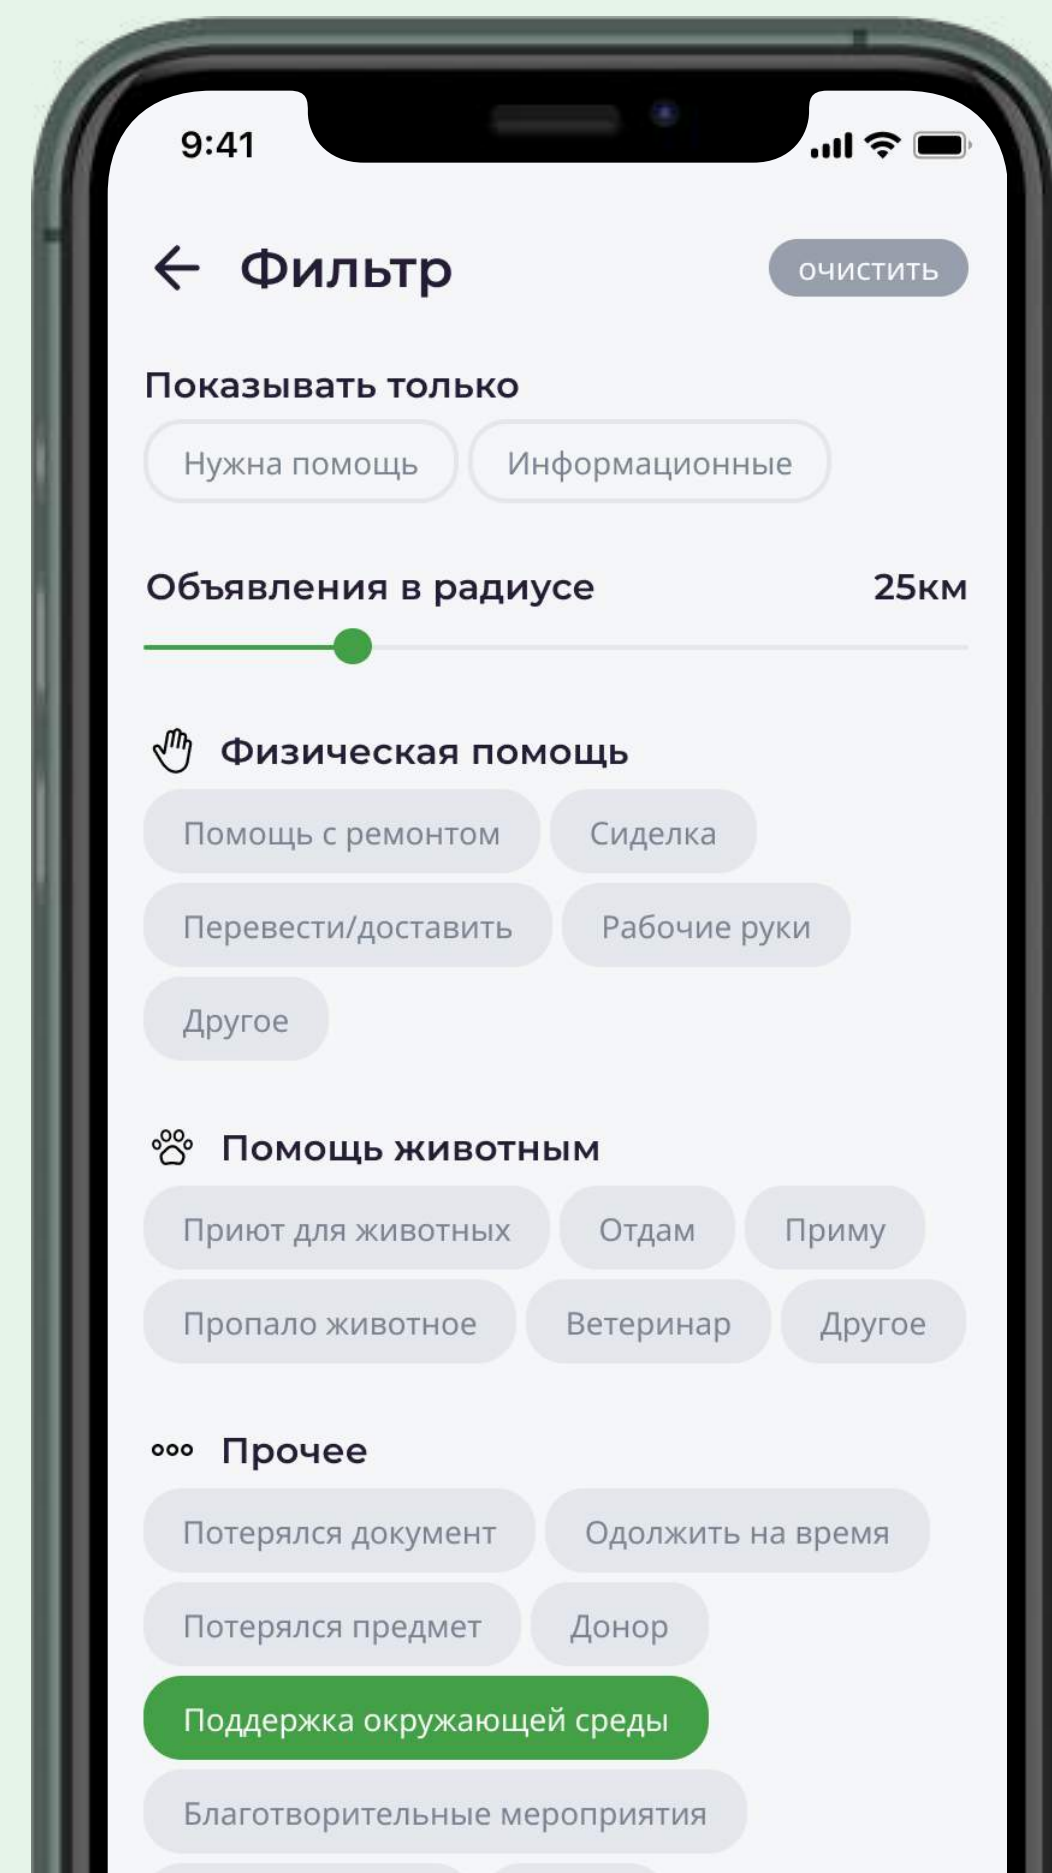 9:41
Фильтр очистить
Показывать только
Нужна помощь Информационные
Объявления в радиусе 25км
Физическая помощь
Помощь с ремонтом Сиделка
Перевести/доставить Рабочие руки
Другое
Помощь животным
Приют для животных Отдам Приму
Пропало животное Ветеринар Другое
Прочее
Потерялся документ Одолжить на время
Потерялся предмет Донор
Поддержка окружающей среды
Благотворительные мероприятия